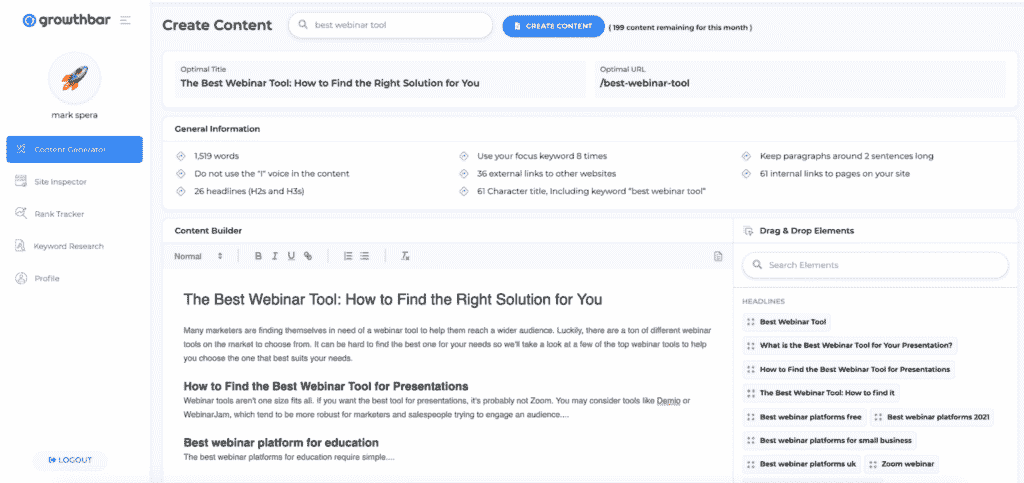 growthbar
Create Content
best webinar tool
CREATE CONTENT
( 199 content remaining for this month )
mark spera
Content Generator
Site Inspector
Rank Tracker
Keyword Research
Profile
LOGOUT
Optimal Title
The Best Webinar Tool: How to Find the Right Solution for You
Optimal URL
/best-webinar-tool
General Information
1,519 words
Use your focus keyword 8 times
Keep paragraphs around 2 sentences long
Do not use the "I" voice in the content
36 external links to other websites
61 internal links to pages on your site
26 headlines (H2s and H3s)
61 Character title, Including keyword "best webinar tool"
Content Builder
Normal
B I U
The Best Webinar Tool: How to Find the Right Solution for You
Many marketers are finding themselves in need of a webinar tool to help them reach a wider audience. Luckily, there are a ton of different webinar
tools on the market to choose from. It can be hard to find the best one for your needs so we'll take a look at a few of the top webinar tools to help
you choose the one that best suits your needs.
How to Find the Best Webinar Tool for Presentations
Webinar tools aren't one size fits all. If you want the best tool for presentations, it's probably not Zoom. You may consider tools like Demio or
WebinarJam, which tend to be more robust for marketers and salespeople trying to engage an audience....
Best webinar platform for education
The best webinar platforms for education require simple....
Drag & Drop Elements
Search Elements
HEADLINES
Best Webinar Tool
What is the Best Webinar Tool for Your Presentation?
How to Find the Best Webinar Tool for Presentations
The Best Webinar Tool: How to find it
Best webinar platforms free
Best webinar platforms 2021
Best webinar platforms for small business
Best webinar platforms uk
Zoom webinar